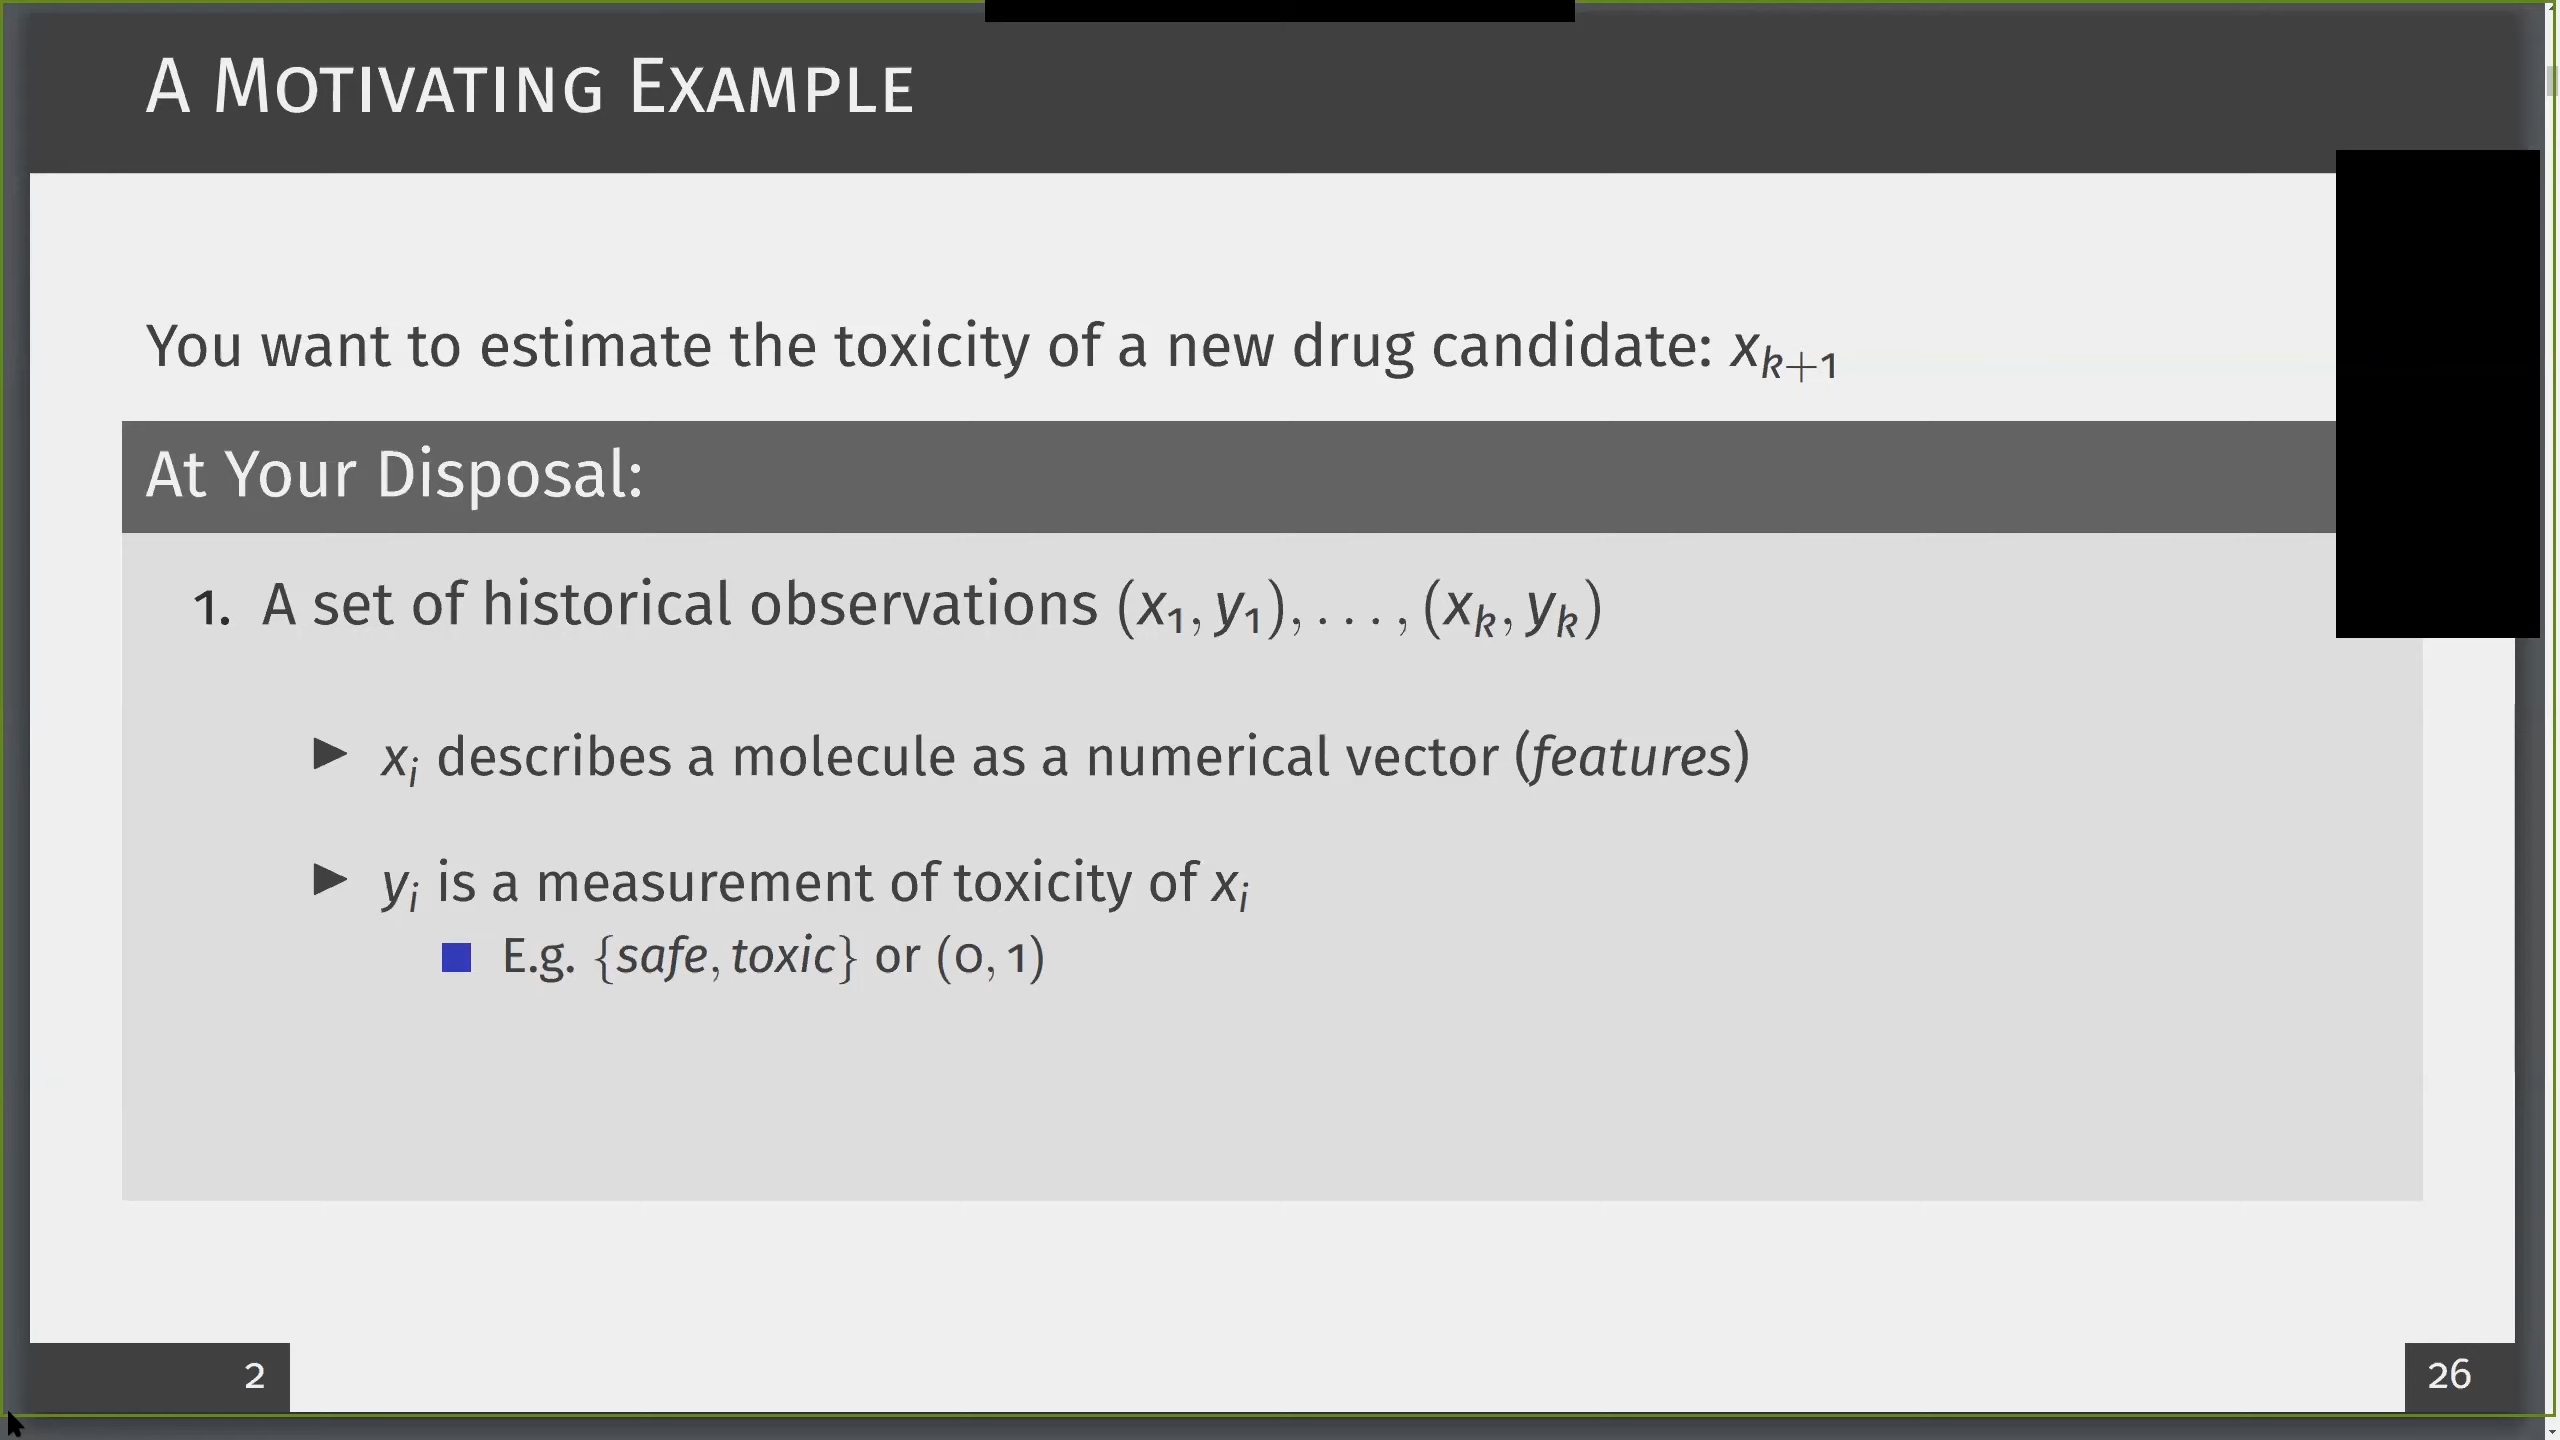 A Motivating Example
You want to estimate the toxicity of a new drug candidate: x_{k+1}
At Your Disposal:
1. A set of historical observations (x_1, y_1), . . . , (x_k, y_k)
▶ x_i describes a molecule as a numerical vector (features)
▶ y_i is a measurement of toxicity of x_i
■ E.g. {safe, toxic} or (0, 1)
2
26